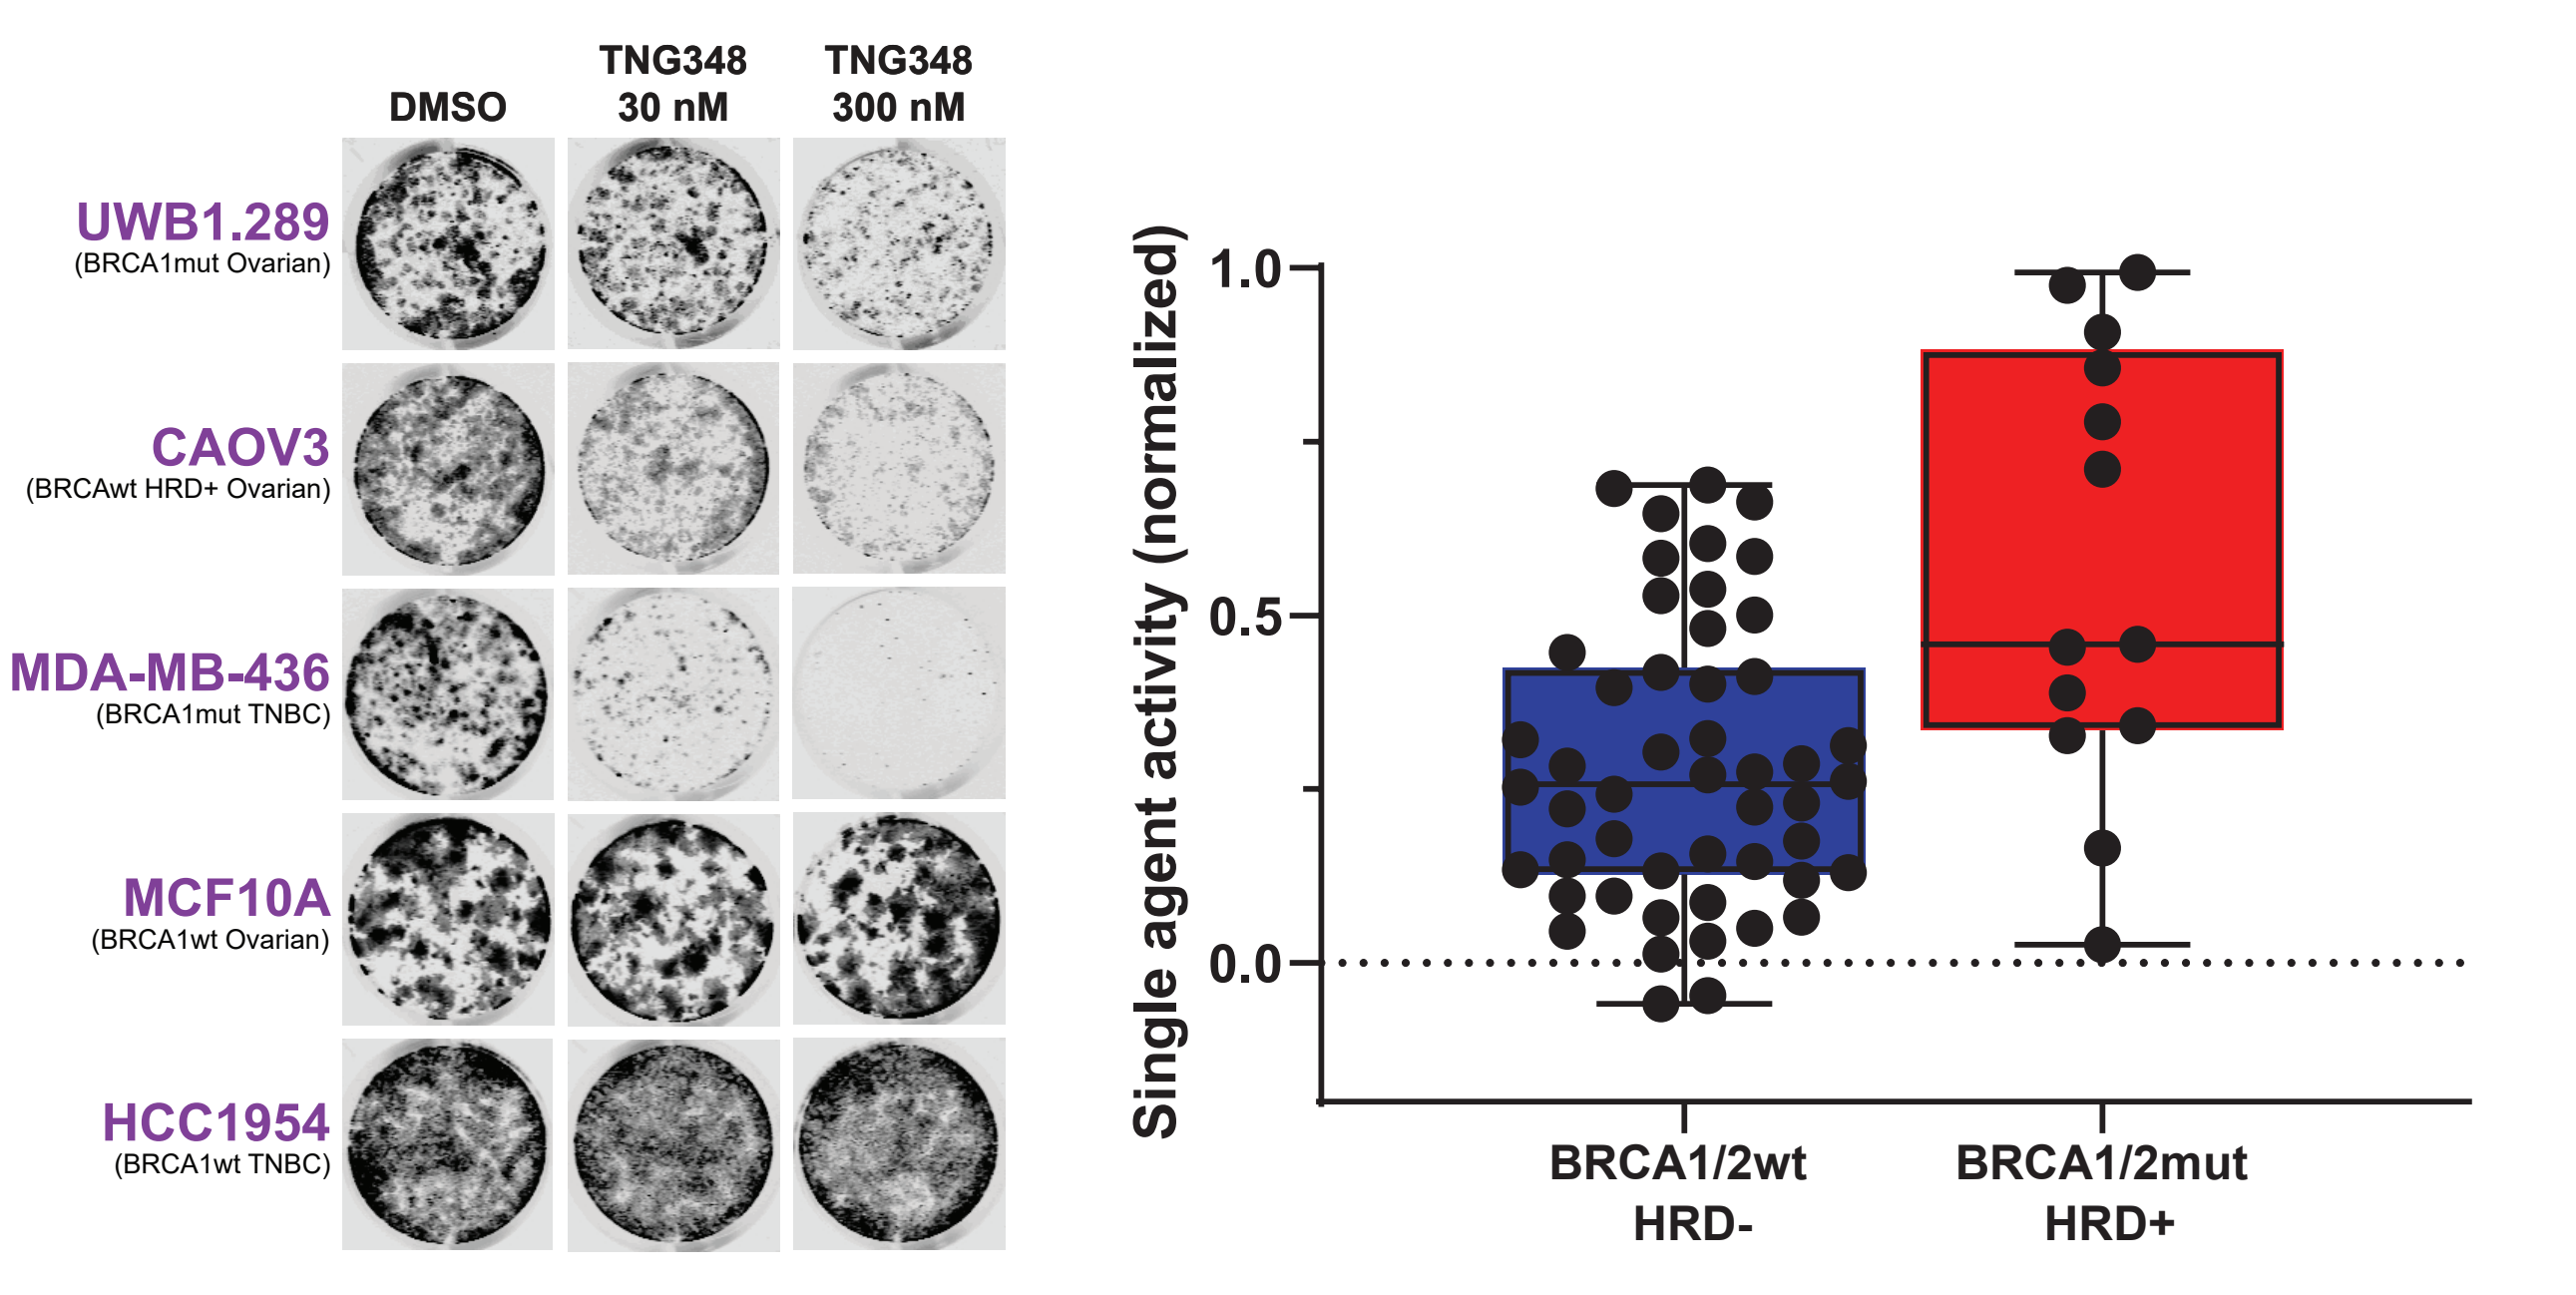 DMSO
TNG348
30 nM
TNG348
300 nM
UWB1.289
(BRCA1mut Ovarian)
CAOV3
(BRCAwt HRD+ Ovarian)
MDA-MB-436
(BRCA1mut TNBC)
MCF10A
(BRCA1wt Ovarian)
HCC1954
(BRCA1wt TNBC)
Single agent activity (normalized)
1.0
0.5
0.0
BRCA1/2wt
HRD-
BRCA1/2mut
HRD+